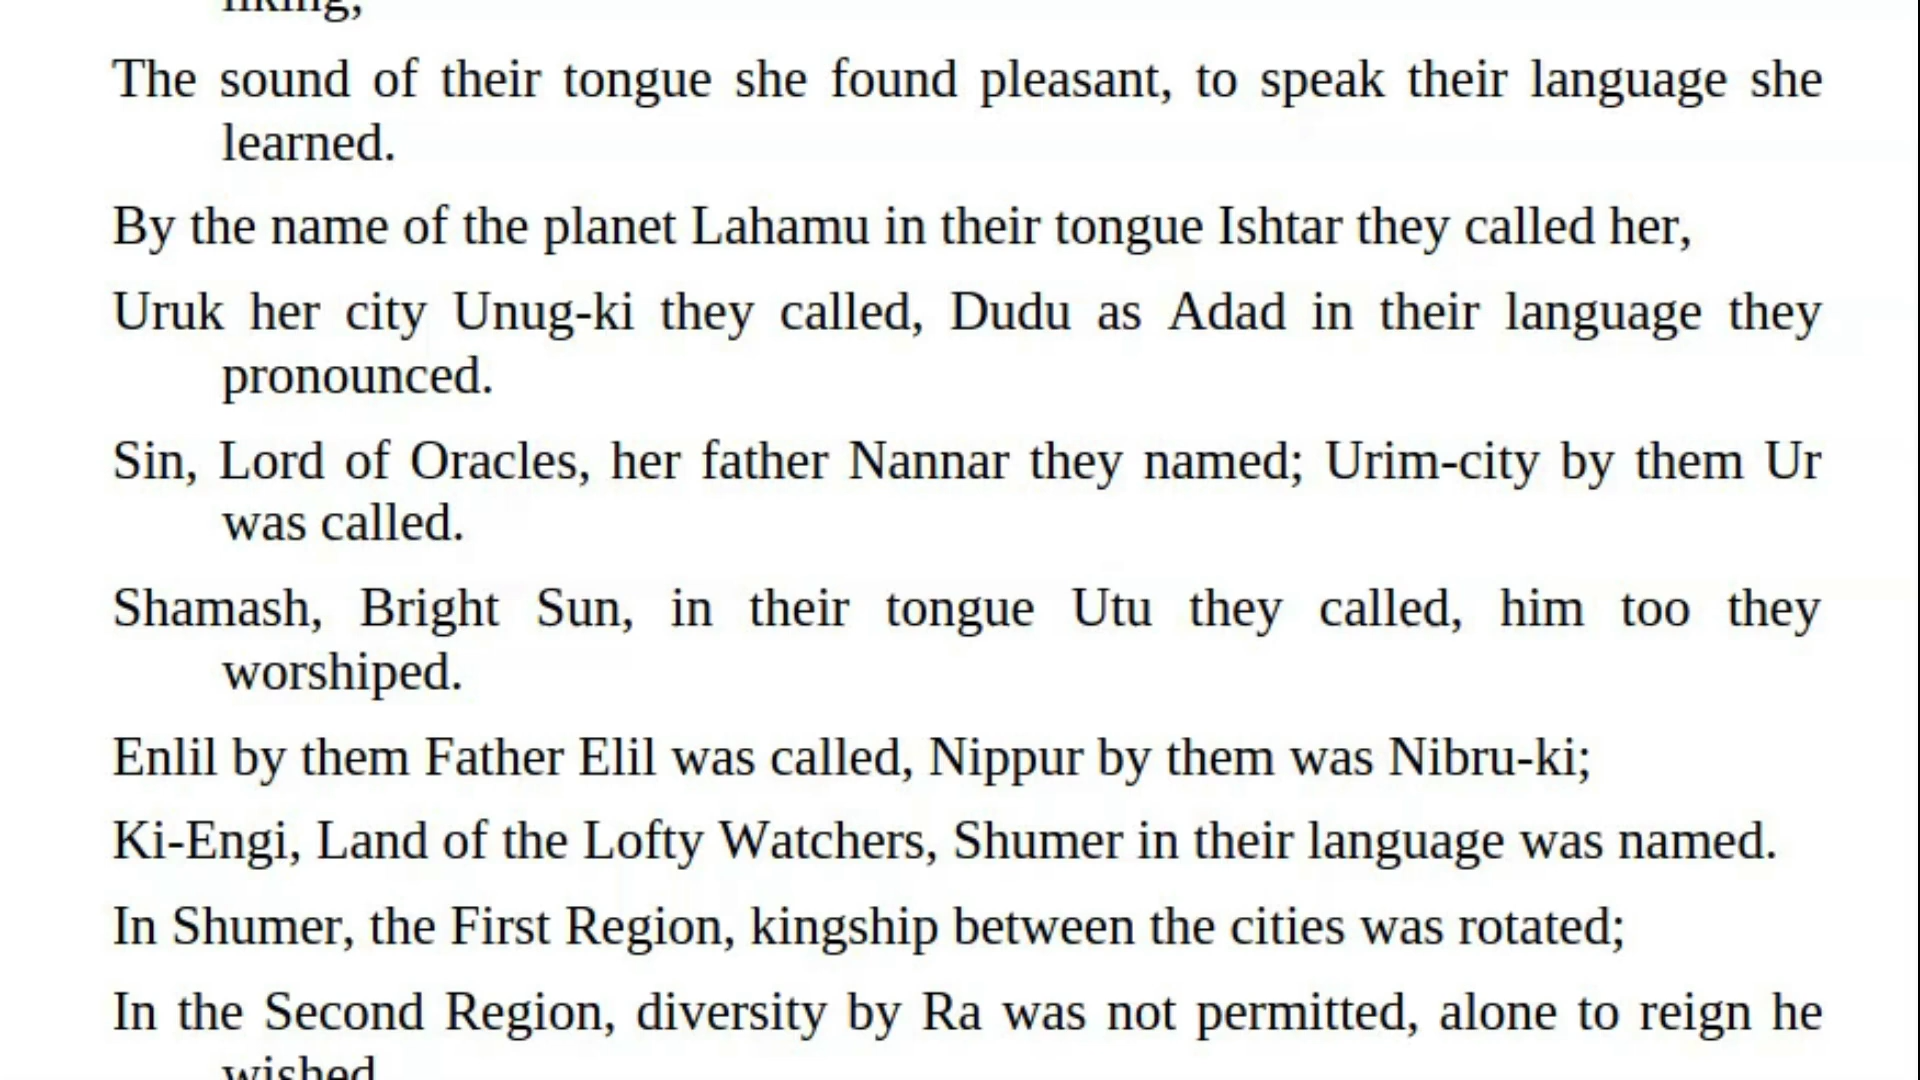 liking,
The sound of their tongue she found pleasant, to speak their language she
learned.
By the name of the planet Lahamu in their tongue Ishtar they called her,
Uruk her city Unug-ki they called, Dudu as Adad in their language they
pronounced.
Sin, Lord of Oracles, her father Nannar they named; Urim-city by them Ur
was called.
Shamash, Bright Sun, in their tongue Utu they called, him too they
worshiped.
Enlil by them Father Elil was called, Nippur by them was Nibru-ki;
Ki-Engi, Land of the Lofty Watchers, Shumer in their language was named.
In Shumer, the First Region, kingship between the cities was rotated;
In the Second Region, diversity by Ra was not permitted, alone to reign he
wished